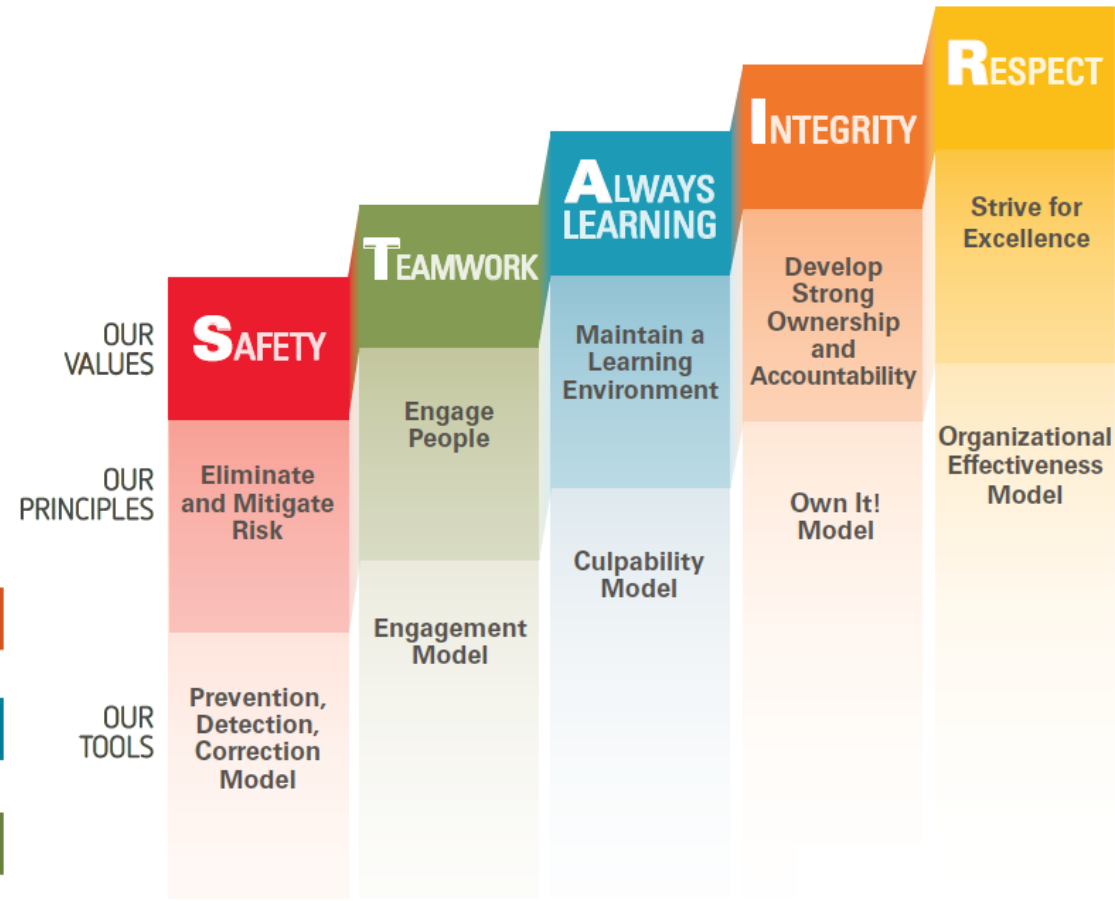 OUR
VALUES
SAFETY
TEAMWORK
ALWAYS
LEARNING
INTEGRITY
RESPECT
OUR
PRINCIPLES
Eliminate
and Mitigate
Risk
Engage
People
Maintain a
Learning
Environment
Develop
Strong
Ownership
and
Accountability
Strive for
Excellence
OUR
TOOLS
Prevention,
Detection,
Correction
Model
Engagement
Model
Culpability
Model
Own It!
Model
Organizational
Effectiveness
Model